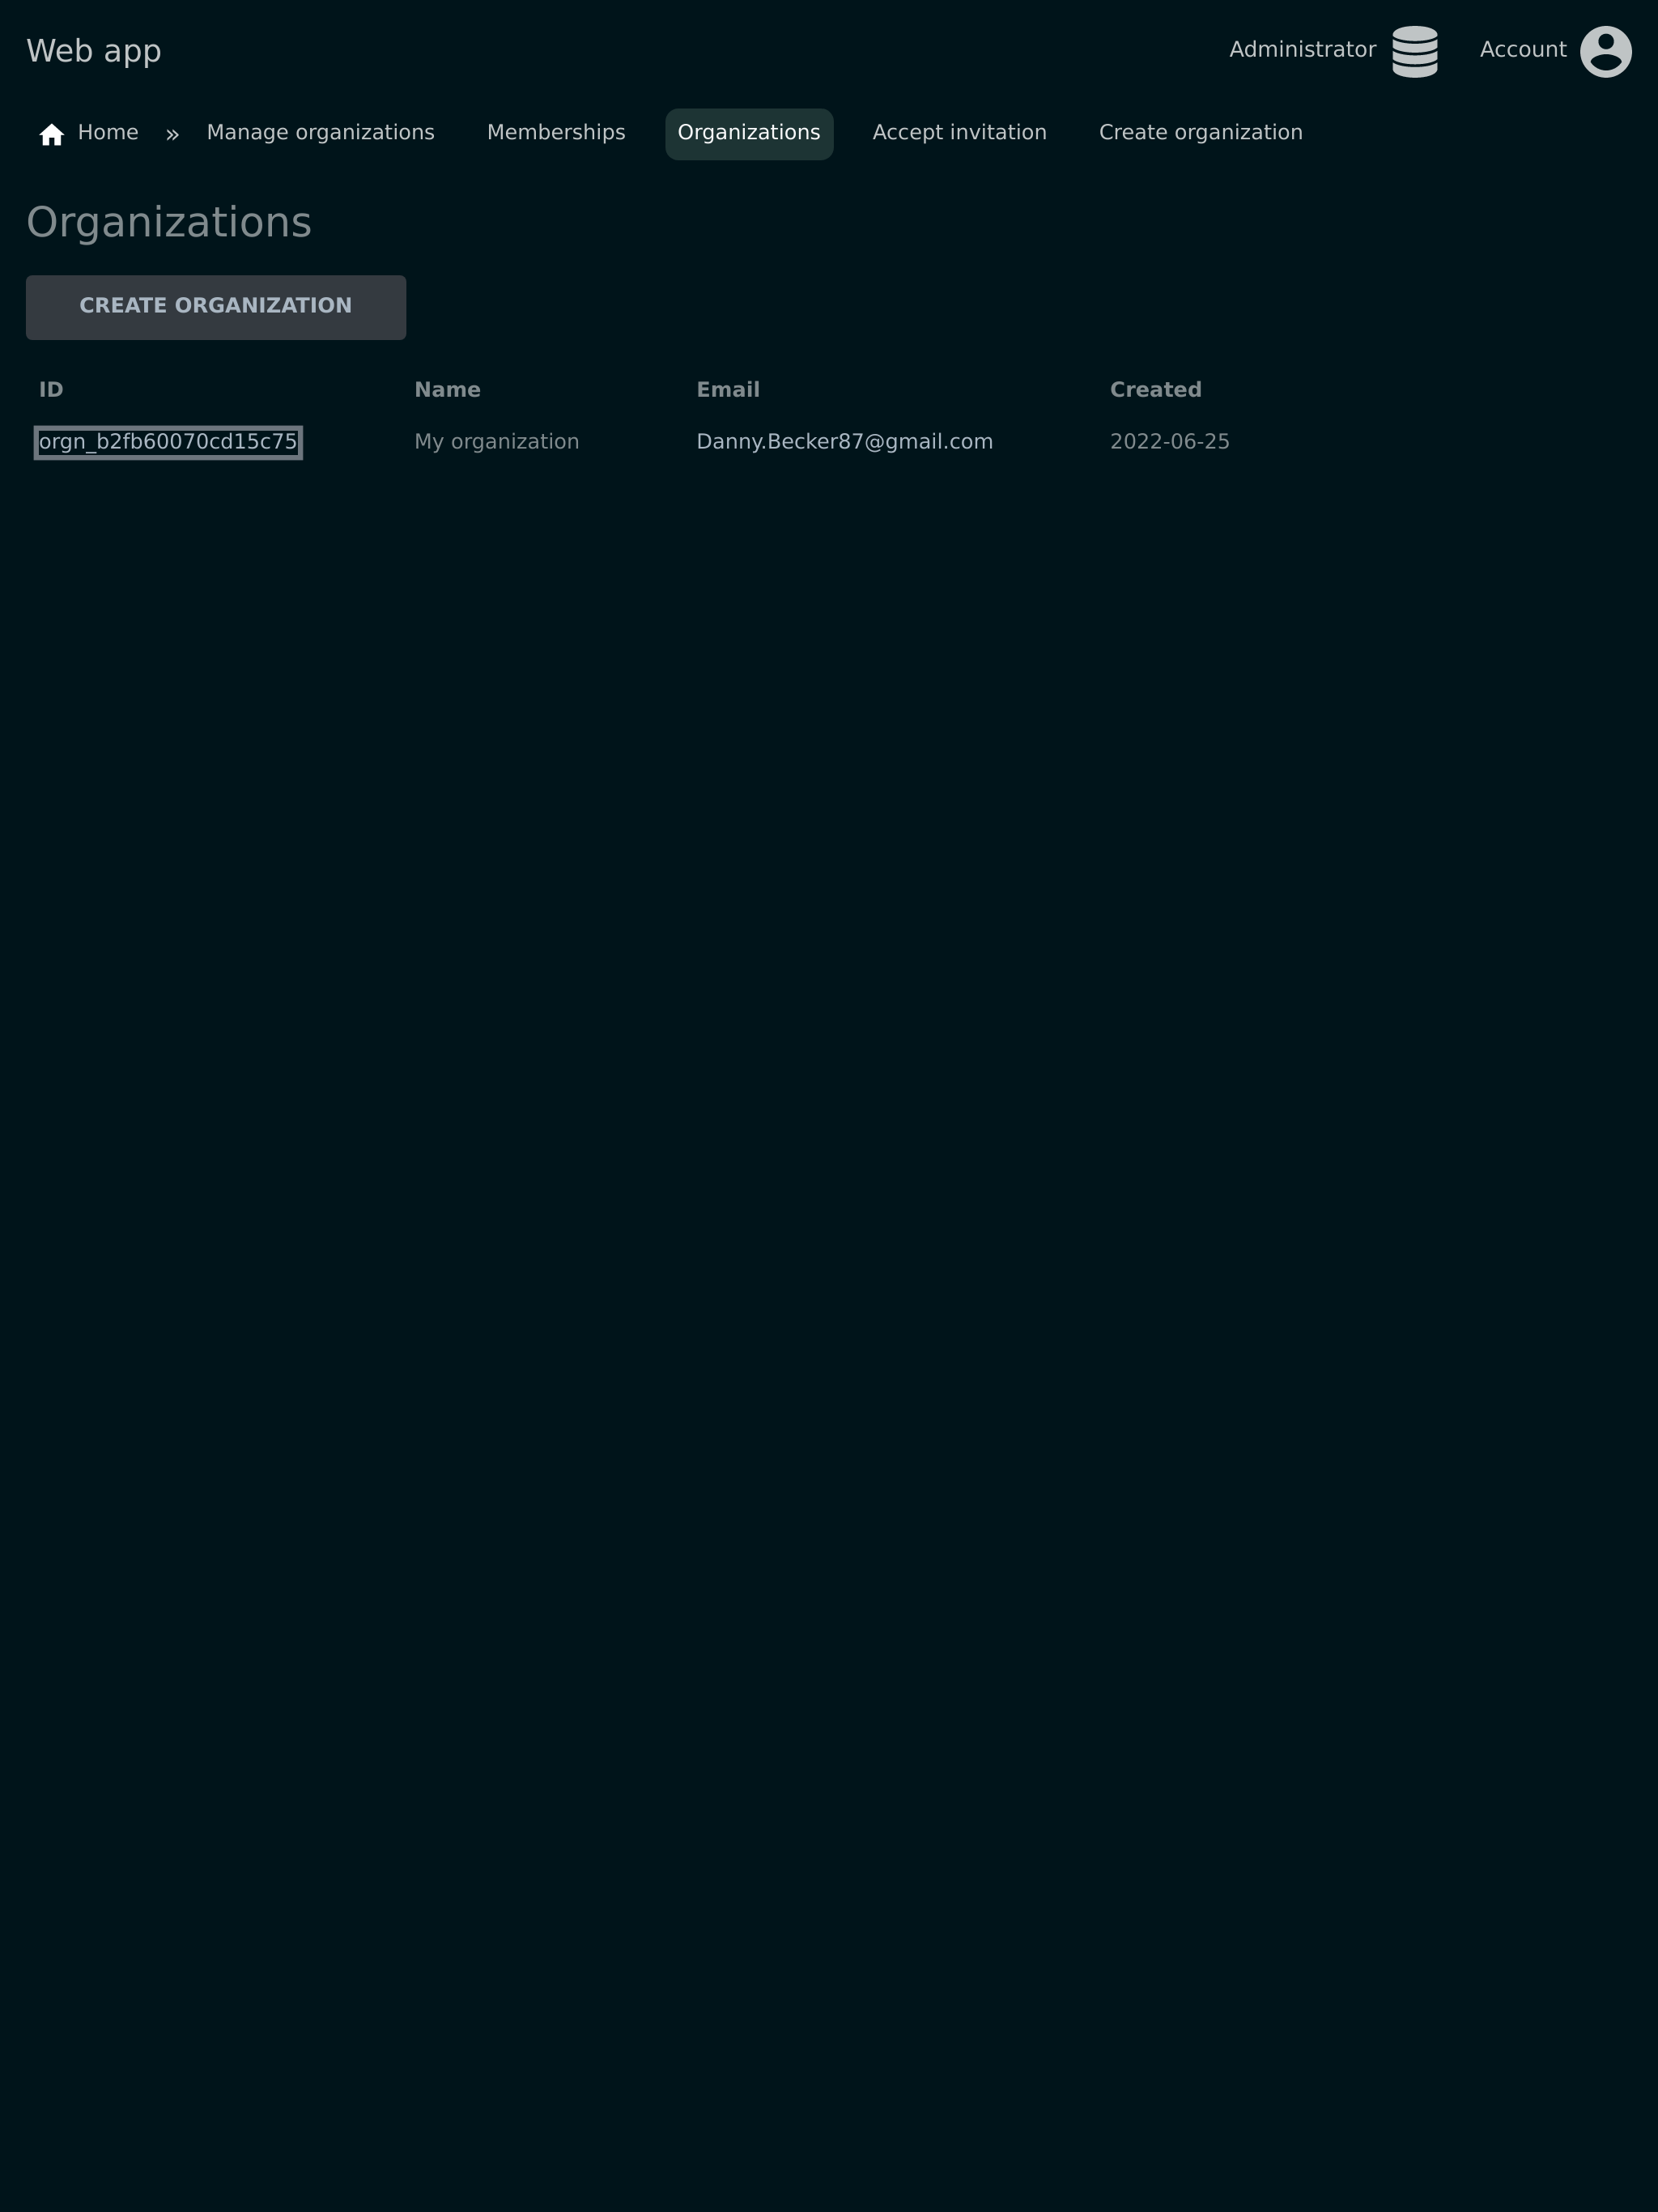 Web app Administrator Account
Home » Manage organizations Memberships Organizations Accept invitation Create organization
Organizations
CREATE ORGANIZATION
ID Name Email Created
orgn_b2fb60070cd15c75 My organization Danny.Becker87@gmail.com 2022-06-25